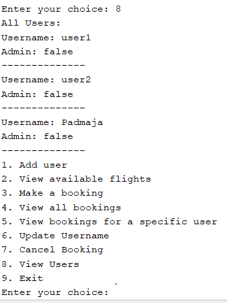 Enter your choice: 8
All Users:
Username: user1
Admin: false
--------------
Username: user2
Admin: false
--------------
Username: Padmaja
Admin: false
--------------
1. Add user
2. View available flights
3. Make a booking
4. View all bookings
5. View bookings for a specific user
6. Update Username
7. Cancel Booking
8. View Users
9. Exit
Enter your choice: